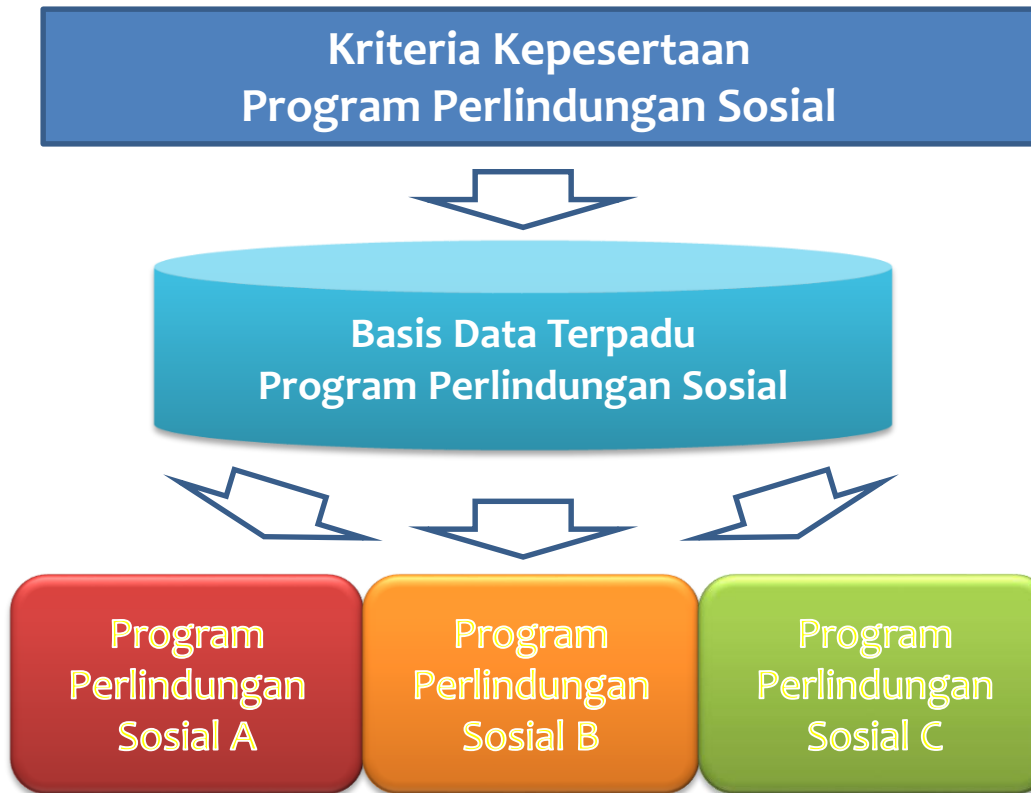 Kriteria Kepesertaan
Program Perlindungan Sosial
Basis Data Terpadu
Program Perlindungan Sosial
Program
Perlindungan
Sosial A
Program
Perlindungan
Sosial B
Program
Perlindungan
Sosial C